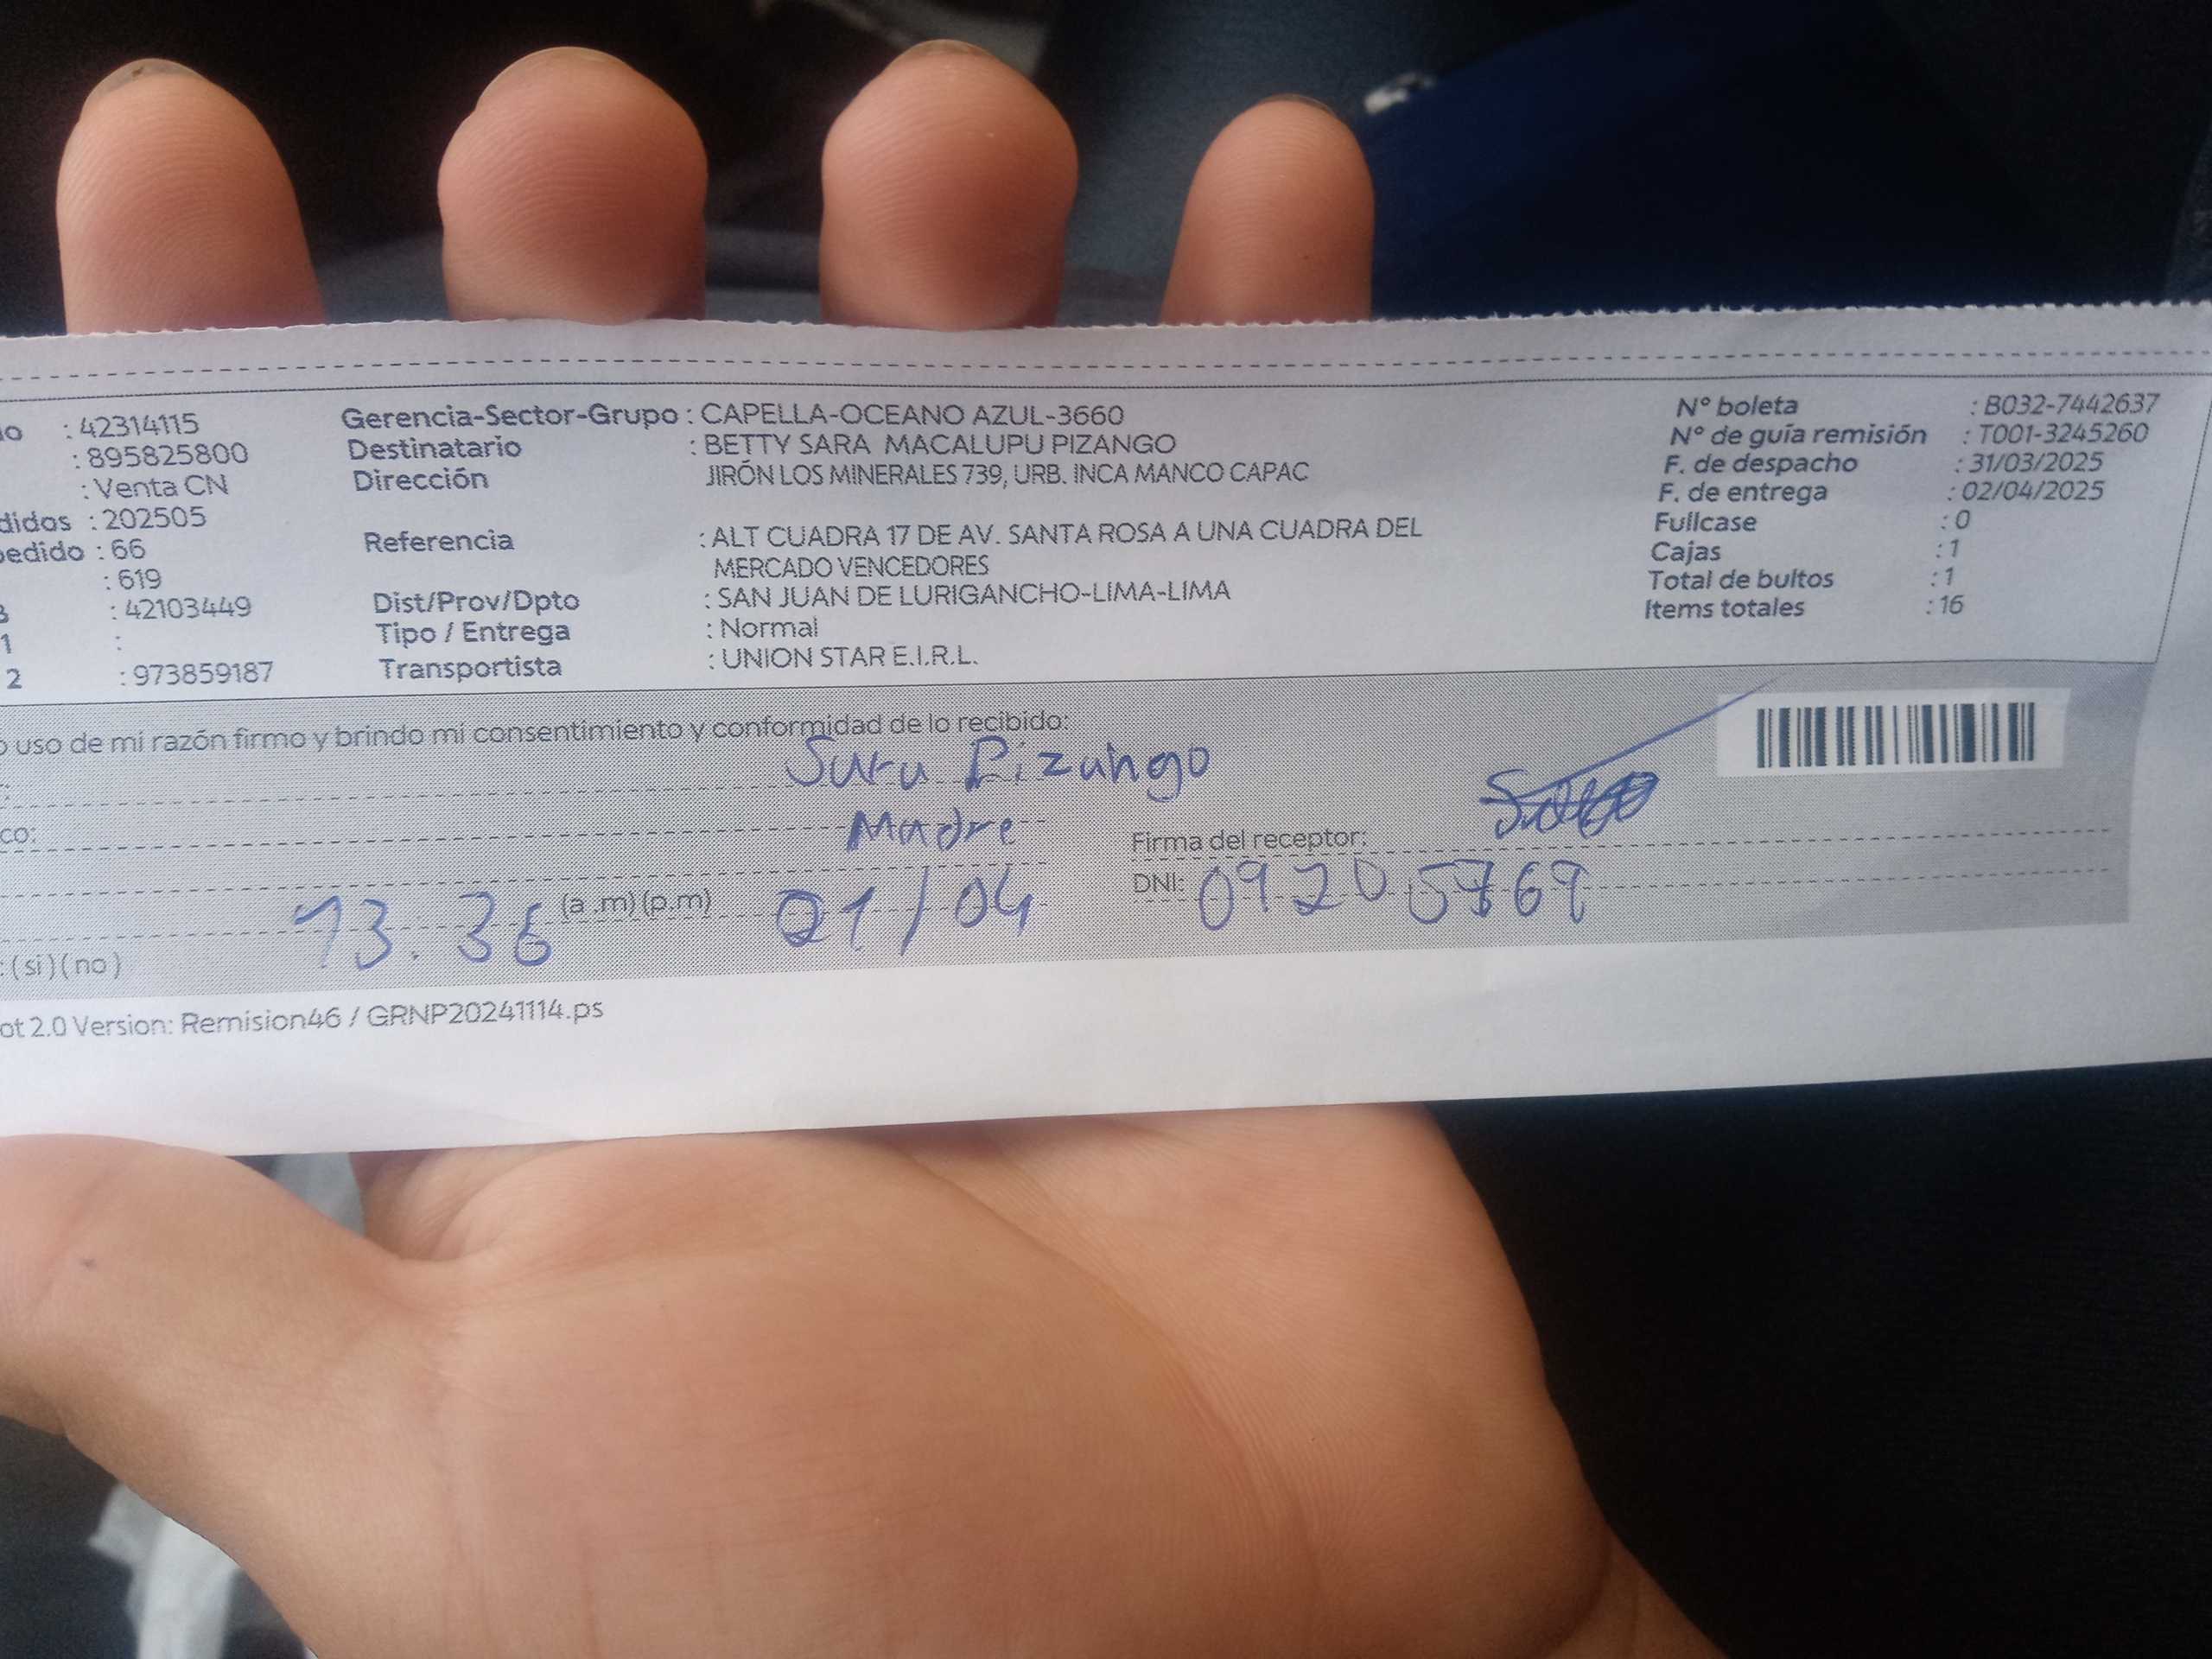 : 42314115
: 895825800
: Venta CN
: 202505
: 66
: 619
: 42103449
1 :
2 : 973859187
Gerencia-Sector-Grupo : CAPELLA-OCEANO AZUL-3660
Destinatario : BETTY SARA MACALUPU PIZANGO
Dirección JIRÓN LOS MINERALES 739, URB. INCA MANCO CAPAC
Referencia : ALT CUADRA 17 DE AV. SANTA ROSA A UNA CUADRA DEL
MERCADO VENCEDORES
Dist/Prov/Dpto : SAN JUAN DE LURIGANCHO-LIMA-LIMA
Tipo / Entrega : Normal
Transportista : UNION STAR E.I.R.L.
Nº boleta : B032-7442637
Nº de guía remisión : T001-3245260
F. de despacho : 31/03/2025
F. de entrega : 02/04/2025
Fullcase : 0
Cajas : 1
Total de bultos : 1
Items totales : 16
uso de mi razón firmo y brindo mi consentimiento y conformidad de lo recibido:
Sara Pizango
Madre
Firma del receptor:
13.36 (a .m) (p.m) 01/04 DNI: 0920
: (si) (no)
2.0 Version: Remision46 / GRNP20241114.ps